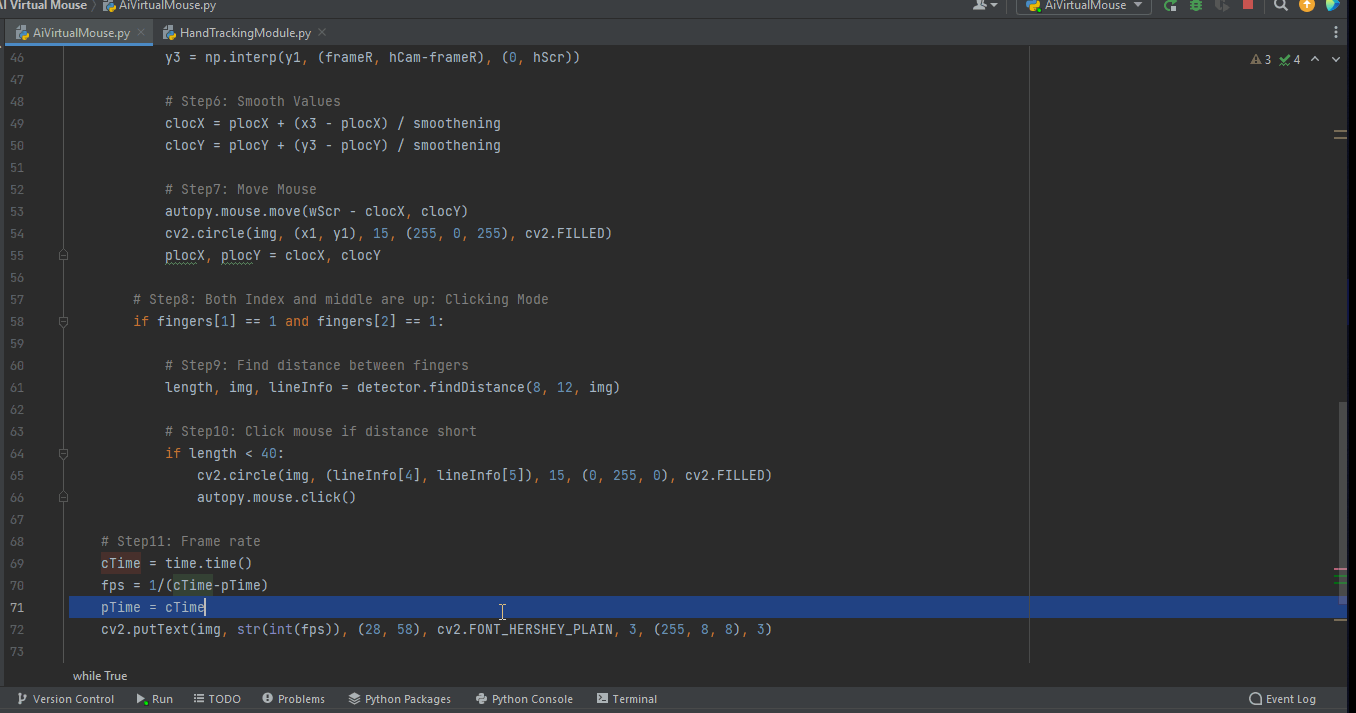 AI Virtual Mouse AiVirtualMouse.py AiVirtualMouse
AiVirtualMouse.py HandTrackingModule.py
46 y3 = np.interp(y1, (frameR, hCam-frameR), (0, hScr)) 3 4
47
48 # Step6: Smooth Values
49 clocX = plocX + (x3 - plocX) / smoothening
50 clocY = plocY + (y3 - plocY) / smoothening
51
52 # Step7: Move Mouse
53 autopy.mouse.move(wScr - clocX, clocY)
54 cv2.circle(img, (x1, y1), 15, (255, 0, 255), cv2.FILLED)
55 plocX, plocY = clocX, clocY
56
57 # Step8: Both Index and middle are up: Clicking Mode
58 if fingers[1] == 1 and fingers[2] == 1:
59
60 # Step9: Find distance between fingers
61 length, img, lineInfo = detector.findDistance(8, 12, img)
62
63 # Step10: Click mouse if distance short
64 if length < 40:
65 cv2.circle(img, (lineInfo[4], lineInfo[5]), 15, (0, 255, 0), cv2.FILLED)
66 autopy.mouse.click()
67
68 # Step11: Frame rate
69 cTime = time.time()
70 fps = 1/(cTime-pTime)
71 pTime = cTime
72 cv2.putText(img, str(int(fps)), (28, 58), cv2.FONT_HERSHEY_PLAIN, 3, (255, 8, 8), 3)
73
while True
Version Control Run TODO Problems Python Packages Python Console Terminal Event Log